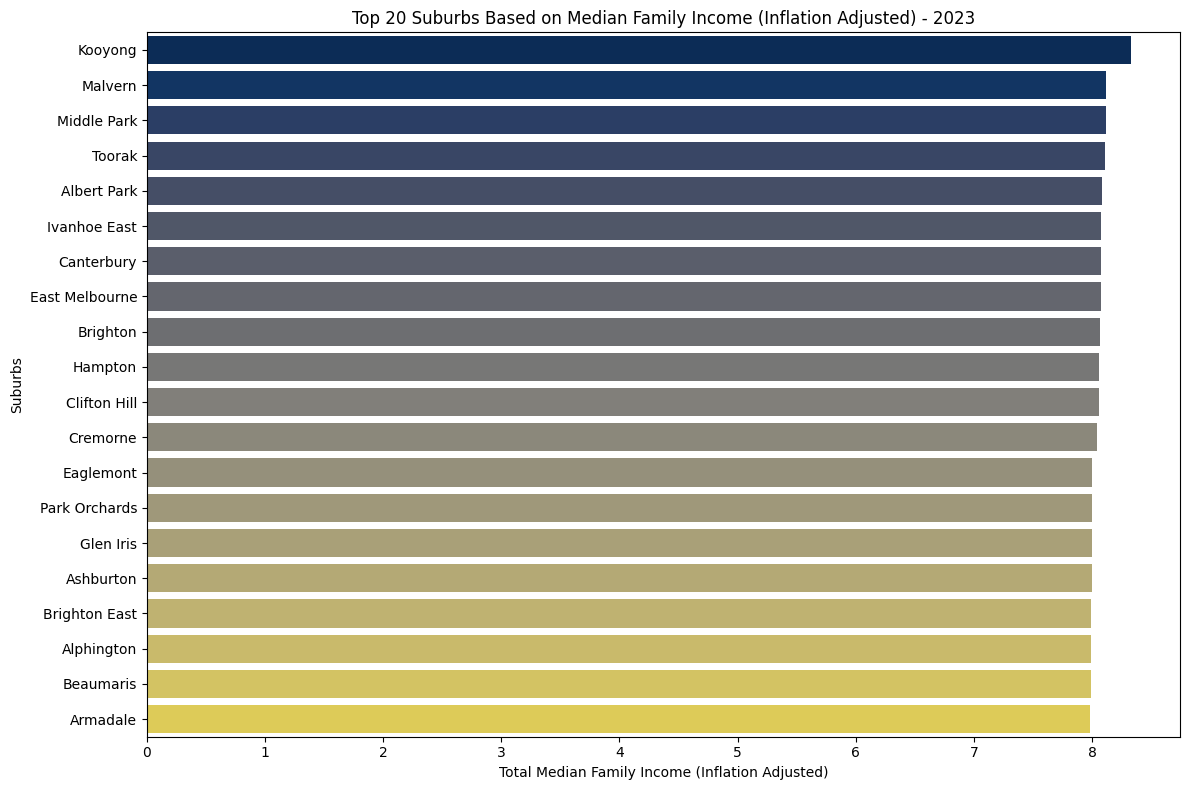 Top 20 Suburbs Based on Median Family Income (Inflation Adjusted) - 2023
Suburbs
Kooyong
Malvern
Middle Park
Toorak
Albert Park
Ivanhoe East
Canterbury
East Melbourne
Brighton
Hampton
Clifton Hill
Cremorne
Eaglemont
Park Orchards
Glen Iris
Ashburton
Brighton East
Alphington
Beaumaris
Armadale
0 1 2 3 4 5 6 7 8
Total Median Family Income (Inflation Adjusted)